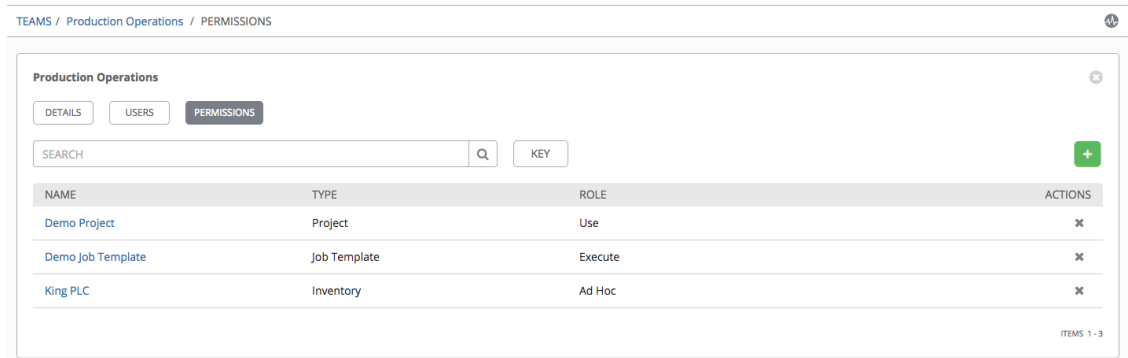 TEAMS / Production Operations / PERMISSIONS
Production Operations
DETAILS USERS PERMISSIONS
SEARCH KEY
NAME TYPE ROLE ACTIONS
Demo Project Project Use
Demo Job Template Job Template Execute
King PLC Inventory Ad Hoc
ITEMS 1 - 3